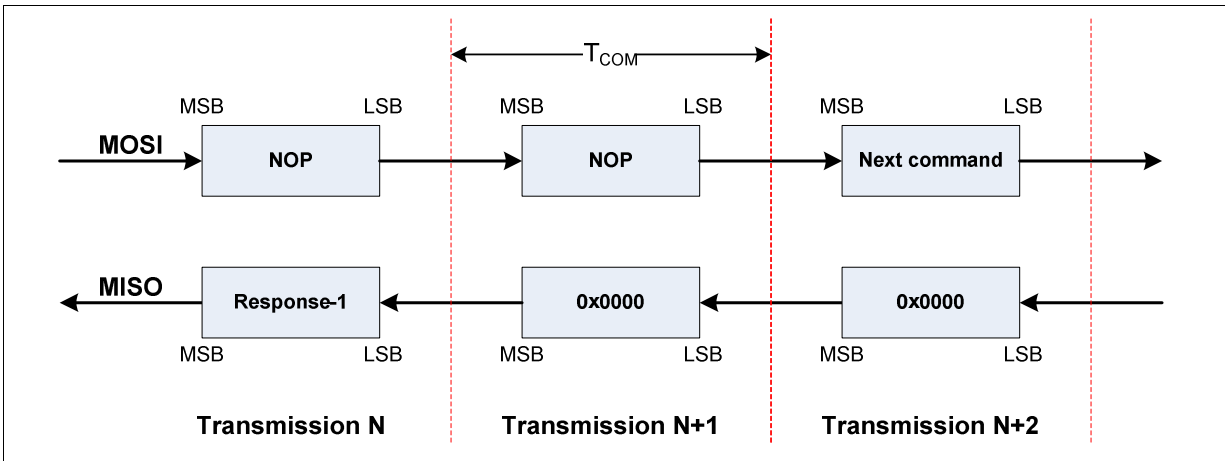 T_COM
MSB LSB MSB LSB MSB LSB
MOSI NOP NOP Next command
MISO Response-1 0x0000 0x0000
MSB LSB MSB LSB MSB LSB
Transmission N Transmission N+1 Transmission N+2